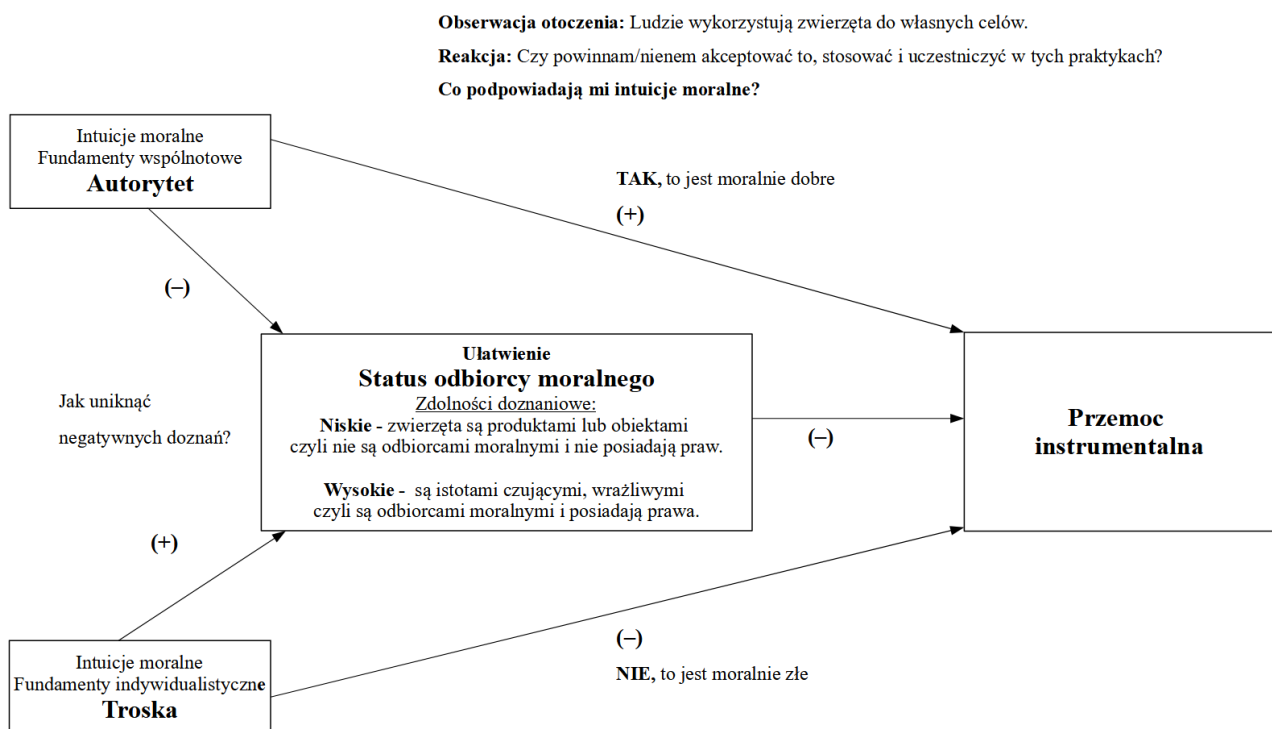 Obserwacja otoczenia: Ludzie wykorzystują zwierzęta do własnych celów.
Reakcja: Czy powinnam/nienem akceptować to, stosować i uczestniczyć w tych praktykach?
Co podpowiadają mi intuicje moralne?
Intuicje moralne
Fundamenty wspólnotowe
Autorytet
TAK, to jest moralnie dobre
(+)
(–)
Ułatwienie
Status odbiorcy moralnego
Zdolności doznaniowe:
Niskie - zwierzęta są produktami lub obiektami
czyli nie są odbiorcami moralnymi i nie posiadają praw.
Wysokie - są istotami czującymi, wrażliwymi
czyli są odbiorcami moralnymi i posiadają prawa.
Jak uniknąć
negatywnych doznań?
(–)
Przemoc
instrumentalna
(+)
(–)
NIE, to jest moralnie złe
Intuicje moralne
Fundamenty indywidualistyczne
Troska